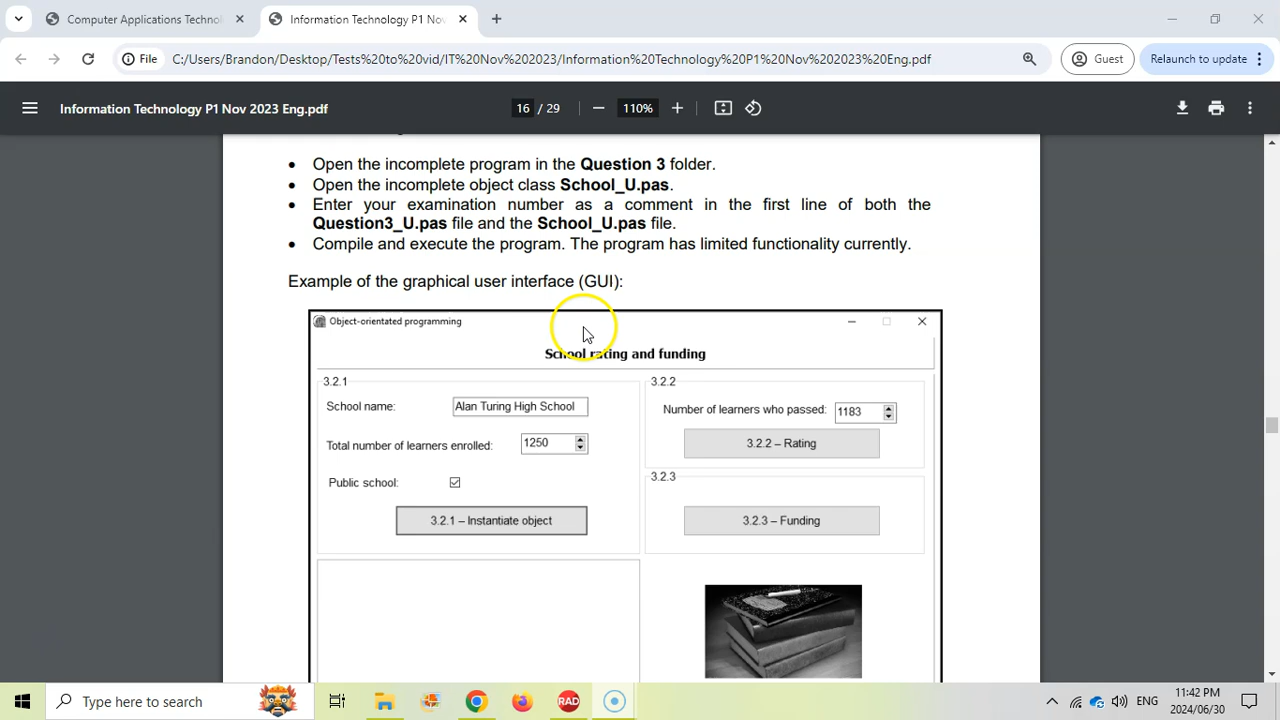 Computer Applications Technol
Information Technology P1 Nov
File
C:/Users/Brandon/Desktop/Tests%20to%20vid/IT%20Nov%202023/Information%20Technology%20P1%20Nov%202023%20Eng.pdf
Guest
Relaunch to update
Information Technology P1 Nov 2023 Eng.pdf
16 / 29
110%
• Open the incomplete program in the Question 3 folder.
• Open the incomplete object class School_U.pas.
• Enter your examination number as a comment in the first line of both the
Question3_U.pas file and the School_U.pas file.
• Compile and execute the program. The program has limited functionality currently.
Example of the graphical user interface (GUI):
Object-orientated programming
School rating and funding
3.2.1
School name:
Alan Turing High School
Total number of learners enrolled:
1250
Public school:
3.2.1 – Instantiate object
3.2.2
Number of learners who passed:
1183
3.2.2 – Rating
3.2.3
3.2.3 – Funding
Type here to search
RAD
ENG
11:42 PM
2024/06/30